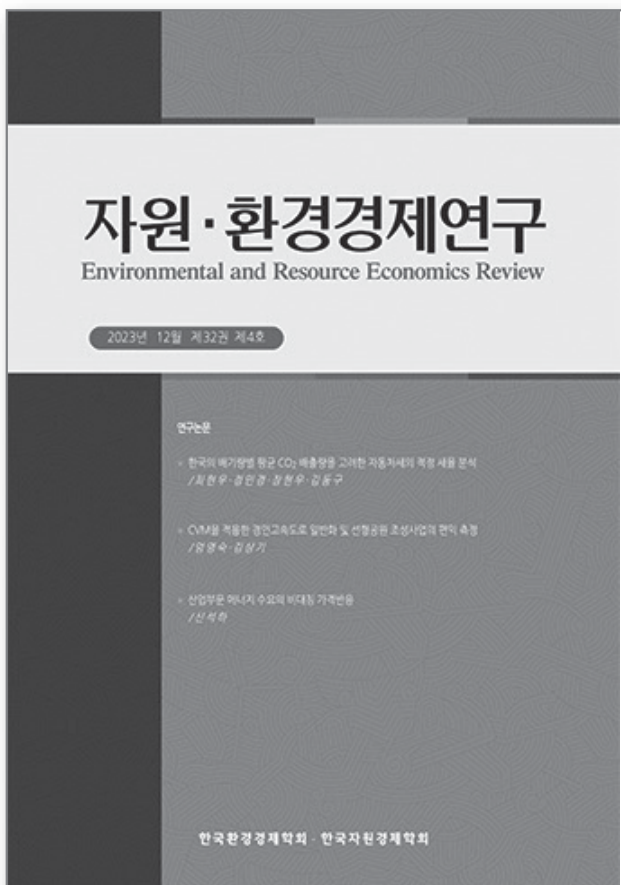 자원·환경경제연구
Environmental and Resource Economics Review
2023년 12월 제32권 제4호
연구논문
한국의 배기량별 평균 CO₂ 배출량을 고려한 자동차세의 적정 세율 분석
/최현우·정민경·장현우·김동구
CVM을 적용한 경인고속도로 일반화 및 선형공원 조성사업의 편익 측정
/엄영숙·김상기
산업부문 에너지 수요의 비대칭 가격반응
/신석하
한국환경경제학회·한국자원경제학회